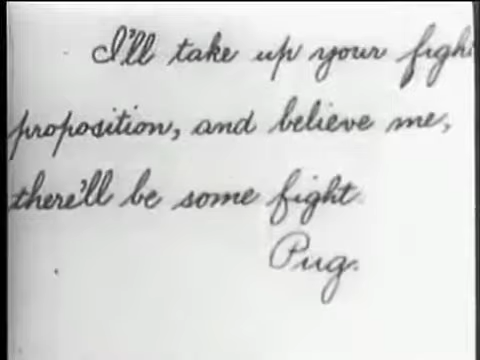 I'll take up your figh
proposition, and believe me,
there'll be some fight.
Pug.